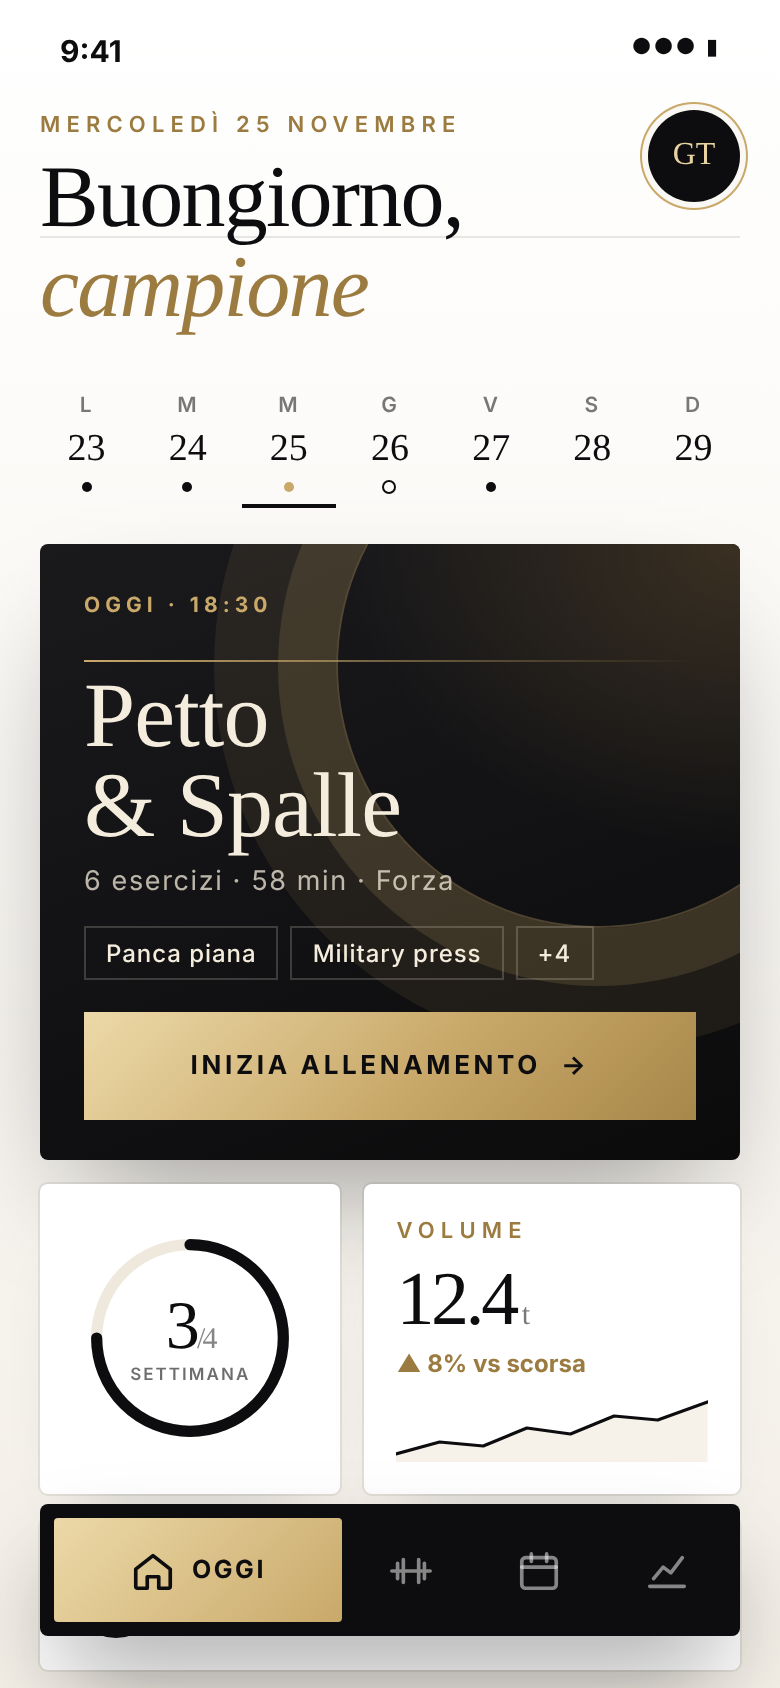 9:41
MERCOLEDÌ 25 NOVEMBRE
GT
Buongiorno,
campione
L M M G V S D
23 24 25 26 27 28 29
OGGI · 18:30
Petto
& Spalle
6 esercizi · 58 min · Forza
Panca piana Military press +4
INIZIA ALLENAMENTO →
3/4
SETTIMANA
VOLUME
12.4 t
▲ 8% vs scorsa
OGGI